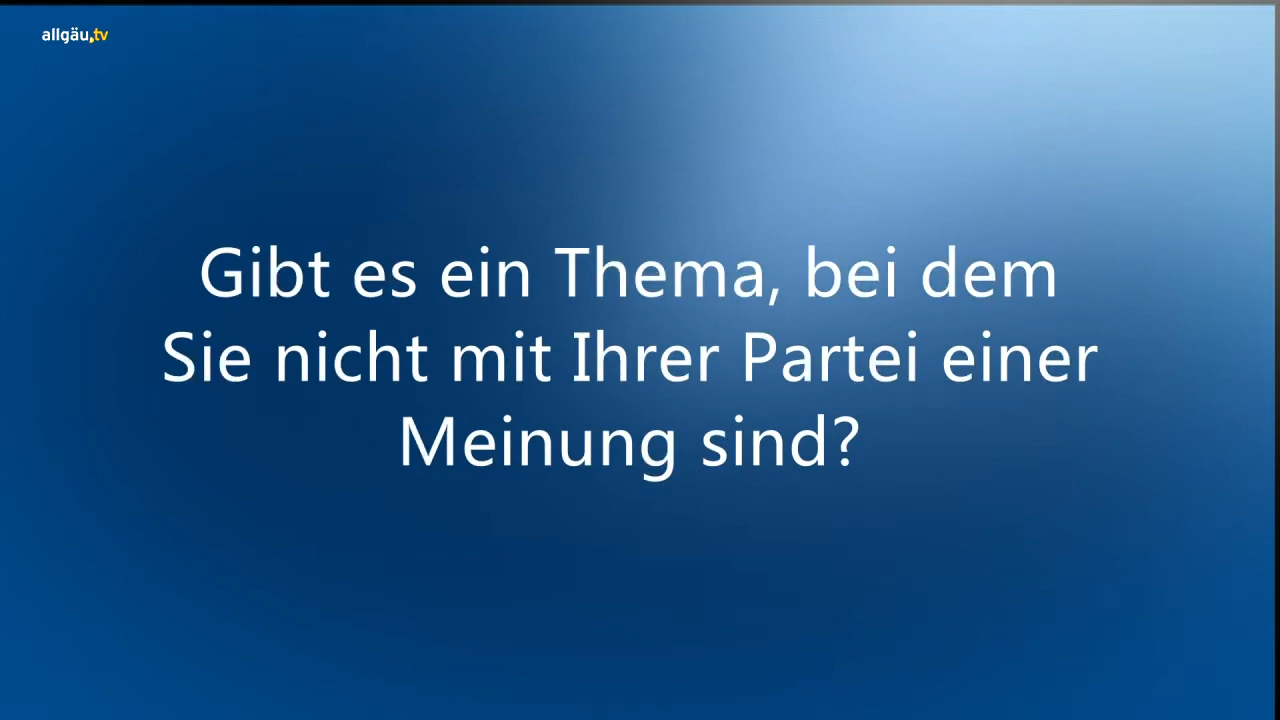 allgäu.tv
Gibt es ein Thema, bei dem
Sie nicht mit Ihrer Partei einer
Meinung sind?